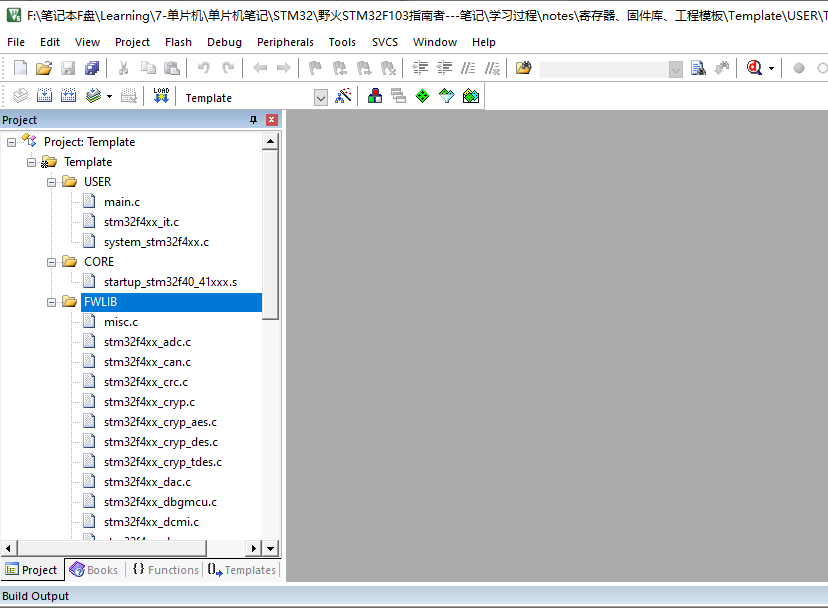 F:\笔记本F盘\Learning\7-单片机\单片机笔记\STM32\野火STM32F103指南者---笔记\学习过程\notes\寄存器、固件库、工程模板\Template\USER\T
File Edit View Project Flash Debug Peripherals Tools SVCS Window Help
LOAD Template
Project
Project: Template
Template
USER
main.c
stm32f4xx_it.c
system_stm32f4xx.c
CORE
startup_stm32f40_41xxx.s
FWLIB
misc.c
stm32f4xx_adc.c
stm32f4xx_can.c
stm32f4xx_crc.c
stm32f4xx_cryp.c
stm32f4xx_cryp_aes.c
stm32f4xx_cryp_des.c
stm32f4xx_cryp_tdes.c
stm32f4xx_dac.c
stm32f4xx_dbgmcu.c
stm32f4xx_dcmi.c
Project Books {} Functions Templates
Build Output